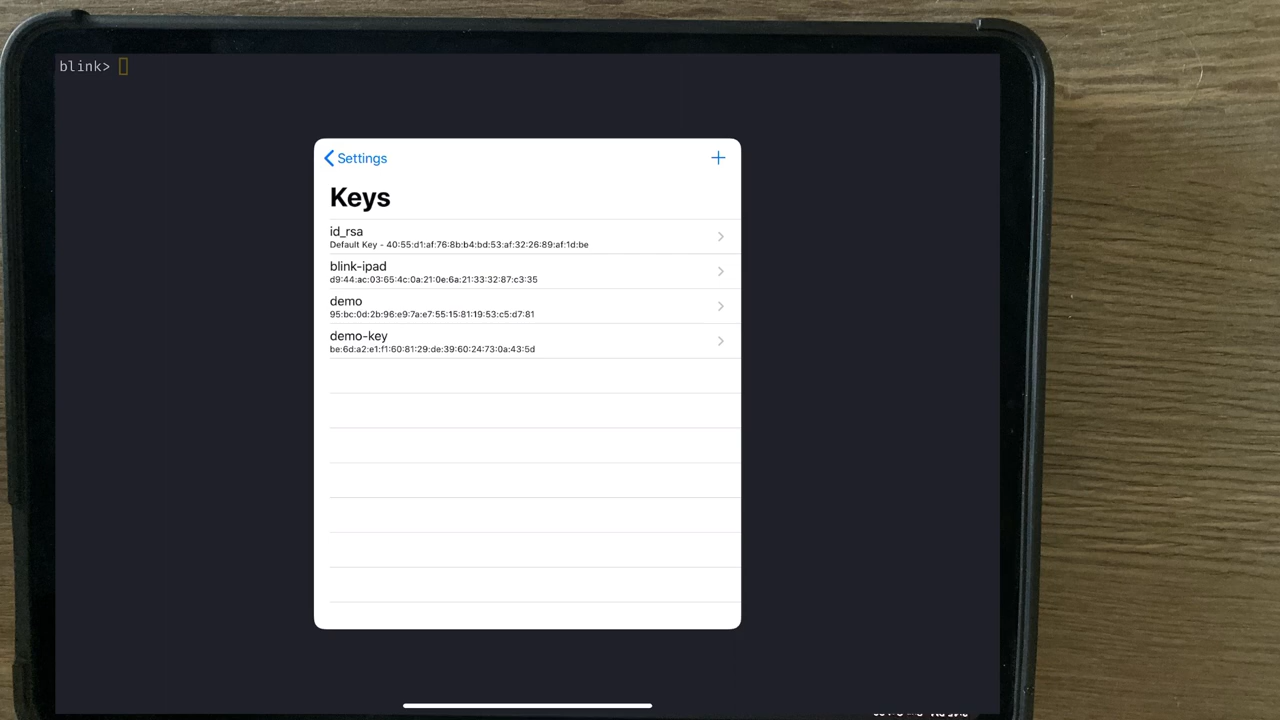 blink>
Settings
Keys
id_rsa
Default Key - 40:55:d1:af:76:8b:b4:bd:53:af:32:26:89:af:1d:be
blink-ipad
d9:44:ac:03:65:4c:0a:21:0e:6a:21:33:32:87:c3:35
demo
95:bc:0d:2b:96:e9:7a:e7:55:15:81:19:53:c5:d7:81
demo-key
be:6d:a2:e1:f1:60:81:29:de:39:60:24:73:0a:43:5d